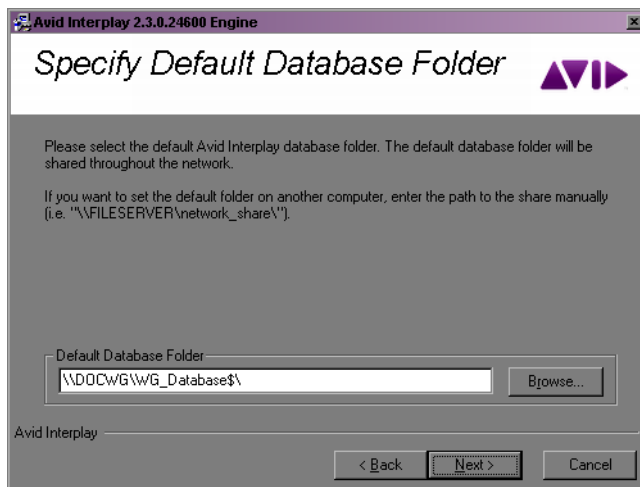 Avid Interplay 2.3.0.24600 Engine
Specify Default Database Folder
AVID
Please select the default Avid Interplay database folder. The default database folder will be
shared throughout the network.
If you want to set the default folder on another computer, enter the path to the share manually
(i.e. "\\FILESERVER\network_share\").
Default Database Folder
\\DOCWG\WG_Database$\
Browse...
Avid Interplay
< Back
Next >
Cancel